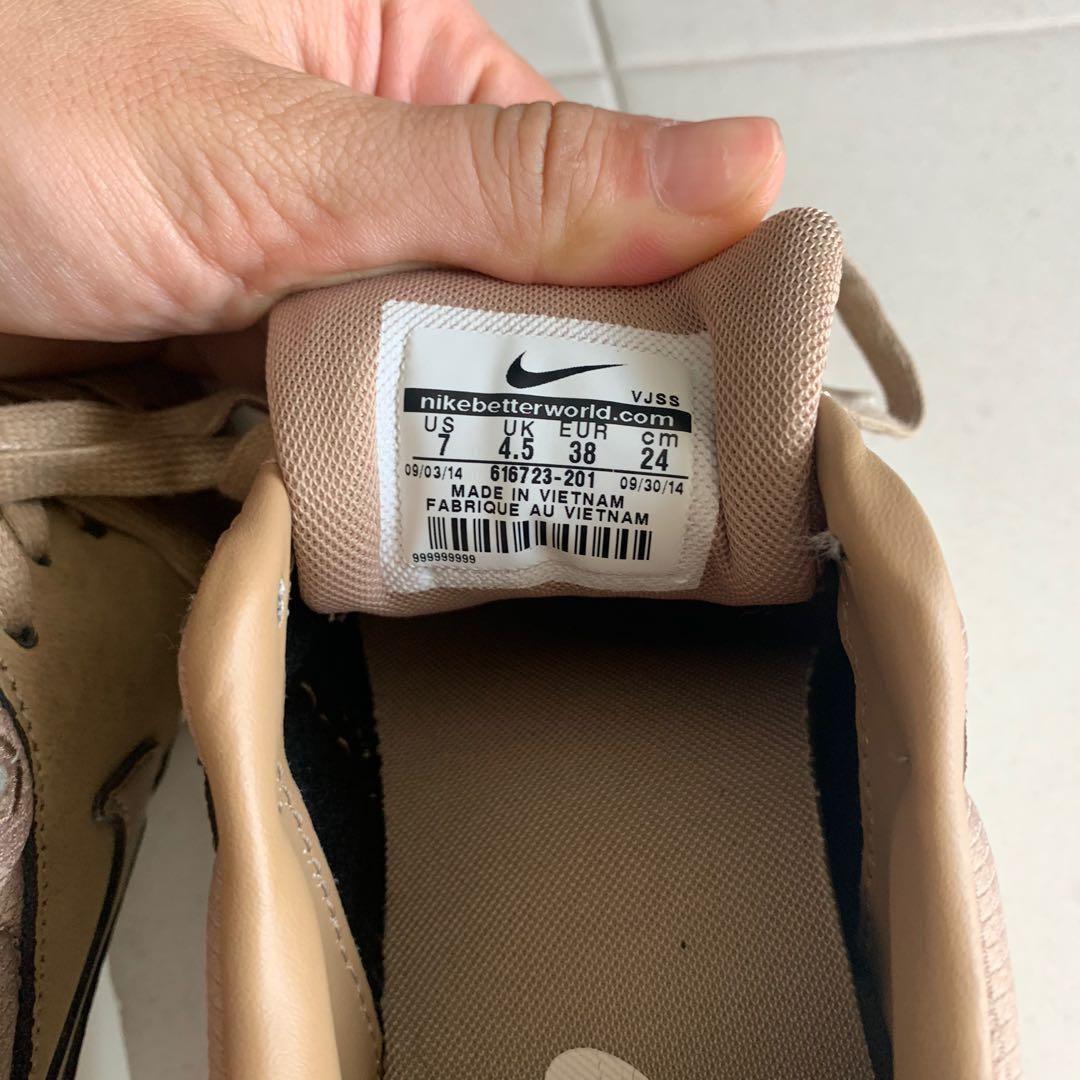 VJSS
nikebetterworld.com
US UK EUR cm
7 4.5 38 24
09/03/14 616723-201 09/30/14
MADE IN VIETNAM
FABRIQUE AU VIETNAM
999999999